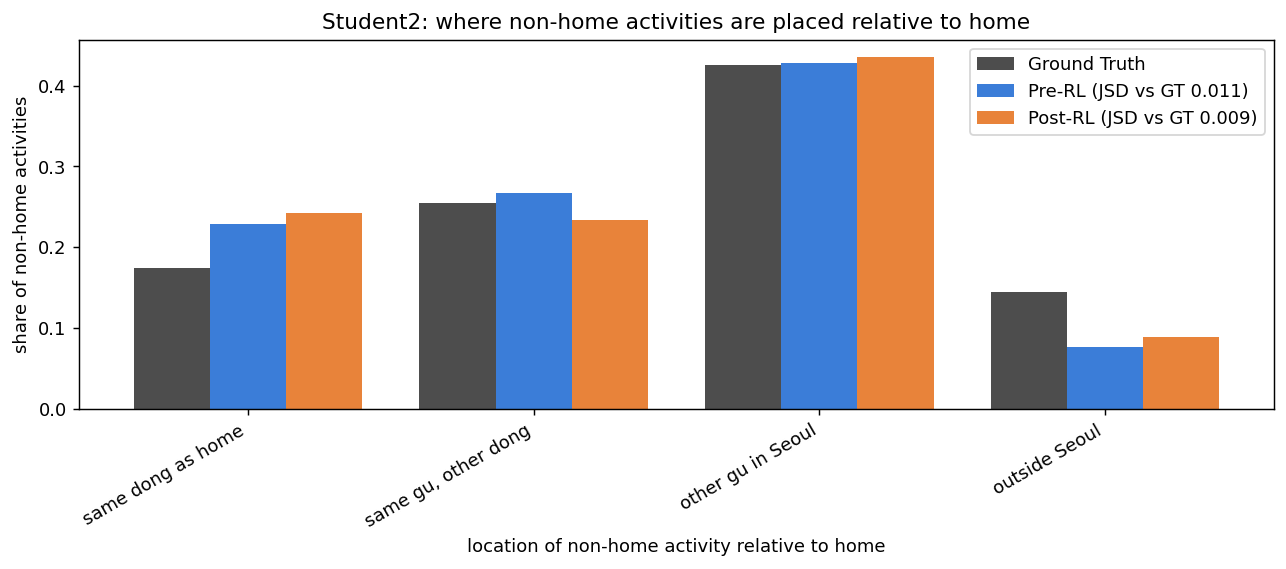 Student2: where non-home activities are placed relative to home
Ground Truth
Pre-RL (JSD vs GT 0.011)
Post-RL (JSD vs GT 0.009)
share of non-home activities
0.4
0.3
0.2
0.1
0.0
same dong as home
same gu, other dong
other gu in Seoul
outside Seoul
location of non-home activity relative to home